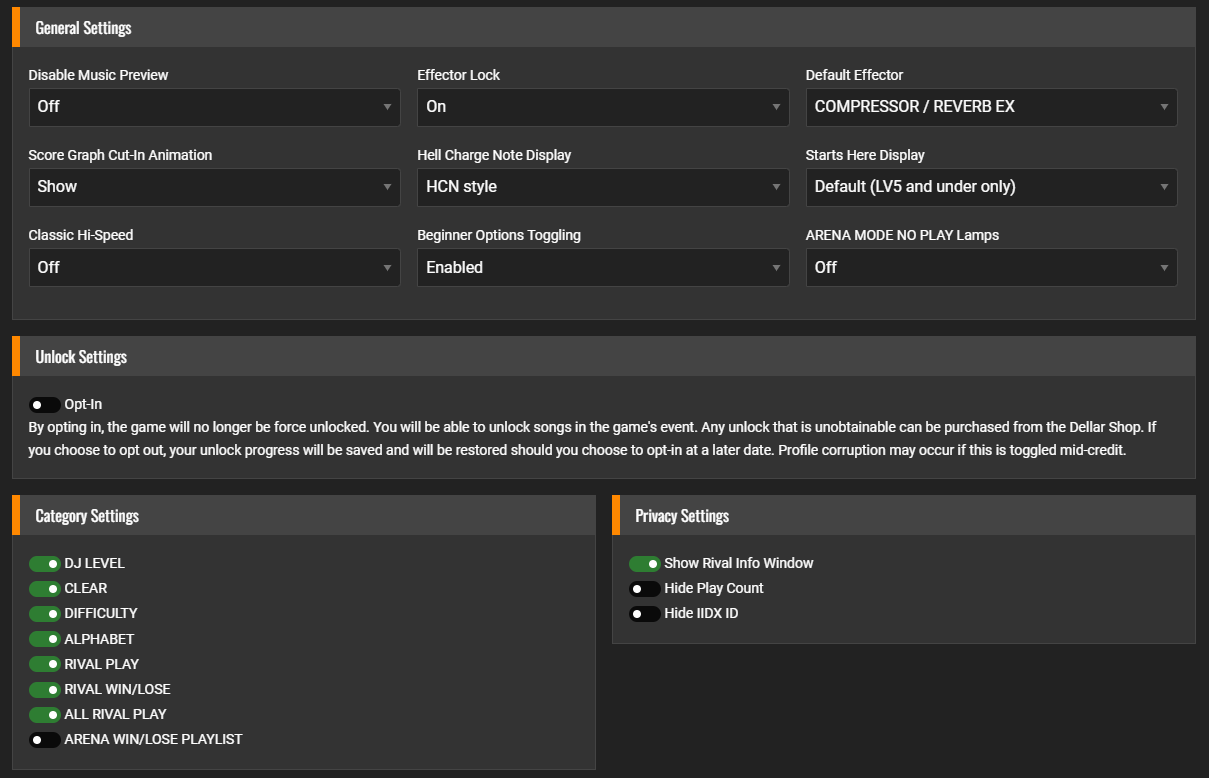 General Settings
Disable Music Preview
Effector Lock
Default Effector
Off
On
COMPRESSOR / REVERB EX
Score Graph Cut-In Animation
Hell Charge Note Display
Starts Here Display
Show
HCN style
Default (LV5 and under only)
Classic Hi-Speed
Beginner Options Toggling
ARENA MODE NO PLAY Lamps
Off
Enabled
Off
Unlock Settings
Opt-In
By opting in, the game will no longer be force unlocked. You will be able to unlock songs in the game's event. Any unlock that is unobtainable can be purchased from the Dellar Shop. If
you choose to opt out, your unlock progress will be saved and will be restored should you choose to opt-in at a later date. Profile corruption may occur if this is toggled mid-credit.
Category Settings
DJ LEVEL
CLEAR
DIFFICULTY
ALPHABET
RIVAL PLAY
RIVAL WIN/LOSE
ALL RIVAL PLAY
ARENA WIN/LOSE PLAYLIST
Privacy Settings
Show Rival Info Window
Hide Play Count
Hide IIDX ID